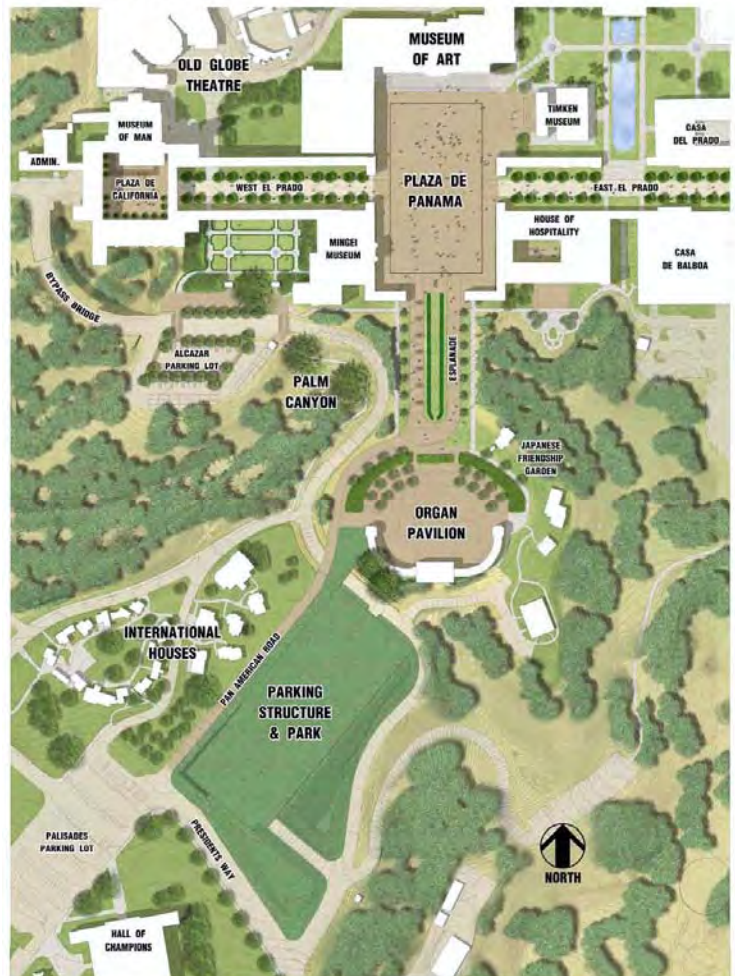 OLD GLOBE
THEATRE
MUSEUM
OF ART
MUSEUM
OF MAN
TIMKEN
MUSEUM
CASA
DEL PRADO
ADMIN.
PLAZA DE
CALIFORNIA
WEST EL PRADO
PLAZA DE
PANAMA
EAST EL PRADO
MINGEI
MUSEUM
HOUSE OF
HOSPITALITY
CASA
DE BALBOA
BYPASS BRIDGE
ALCAZAR
PARKING LOT
PALM
CANYON
ESPLANADE
JAPANESE
FRIENDSHIP
GARDEN
ORGAN
PAVILION
INTERNATIONAL
HOUSES
PAN AMERICAN ROAD
PARKING
STRUCTURE
& PARK
PALISADES
PARKING LOT
PRESIDENTS WAY
NORTH
HALL OF
CHAMPIONS